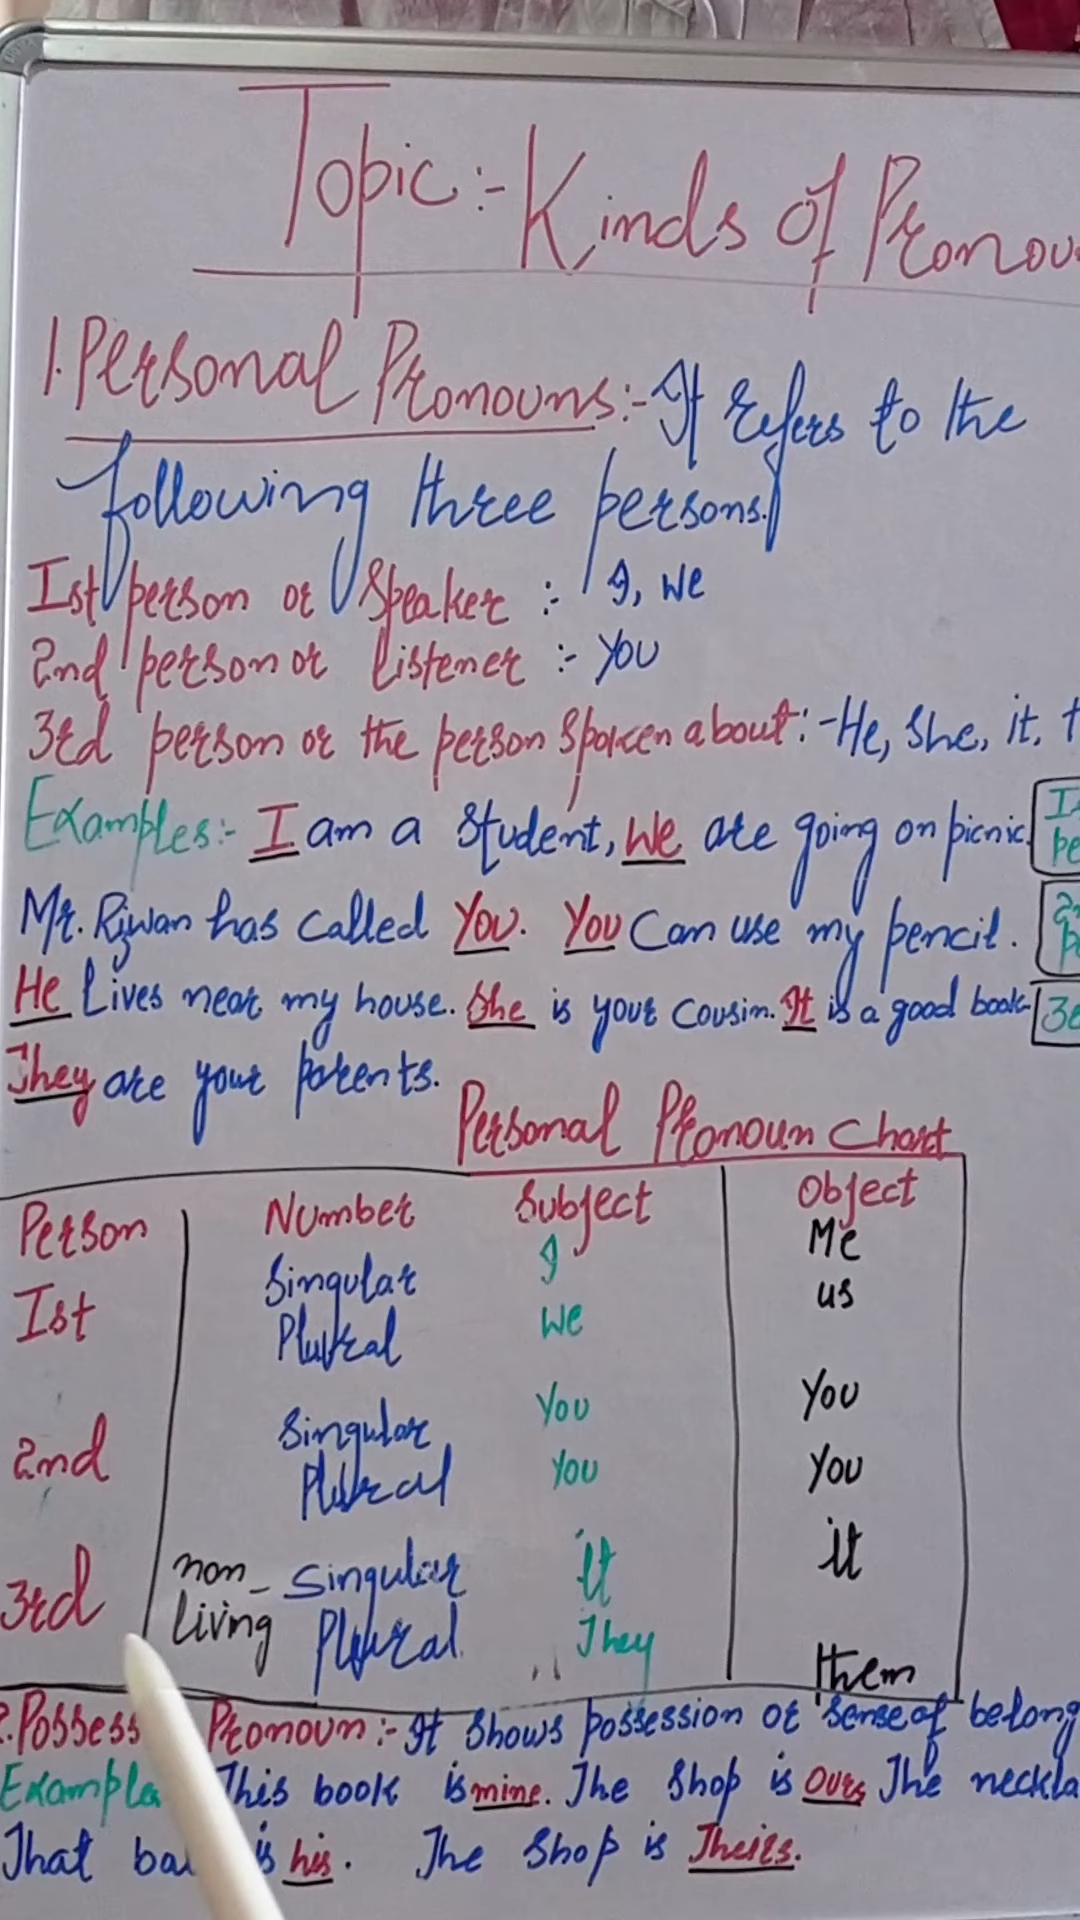 Topic:- Kinds of Pronou
1. Personal Pronouns:- It refers to the
following three persons.
Ist person or Speaker :- I, We
2nd person or listener :- You
3rd person or the person spoken about:- He, She, it, t
Examples:- I am a student, We are going on picnic.
Mr. Rizwan has called You. You Can use my pencil.
He Lives near my house. She is your cousin. It is a good book.
They are your parents.
Personal Pronoun Chart
Person Number Subject Object
Ist Singular I Me
Plural We us
2nd Singular You You
Plural You You
3rd non-living Singular it it
Plural They them
2. Possess Pronoun:- It shows possession or sense of belong
Example This book is mine. The Shop is ours The neckla
That ba is his. The Shop is Theirs.